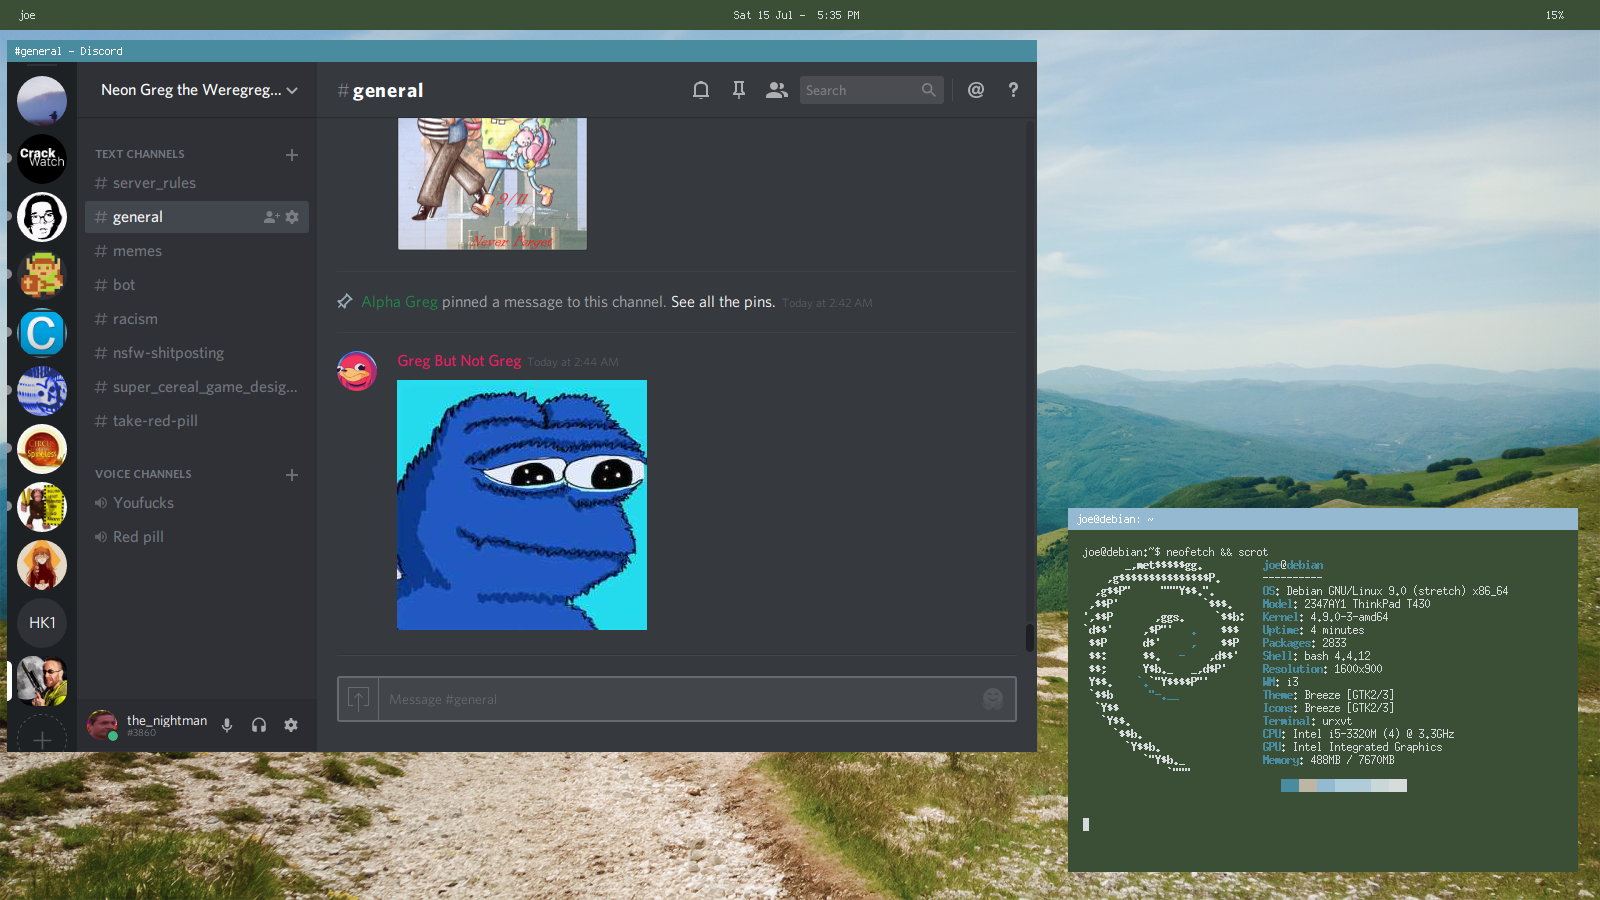 joe
Sat 15 Jul - 5:35 PM
15%
#general - Discord
Neon Greg the Weregreg...
# general
Search
@
?
Crack
Watch
C
HK1
TEXT CHANNELS
# server_rules
# general
# memes
# bot
# racism
# nsfw-shitposting
# super_cereal_game_desig...
# take-red-pill
VOICE CHANNELS
Youfucks
Red pill
the_nightman
#3860
9/11
Never Forget
Alpha Greg pinned a message to this channel. See all the pins. Today at 2:42 AM
Greg But Not Greg Today at 2:44 AM
Message #general
joe@debian: ~
joe@debian:~$ neofetch && scrot
joe@debian
----------
OS: Debian GNU/Linux 9.0 (stretch) x86_64
Model: 2347AY1 ThinkPad T430
Kernel: 4.9.0-3-amd64
Uptime: 4 minutes
Packages: 2833
Shell: bash 4.4.12
Resolution: 1600x900
WM: i3
Theme: Breeze [GTK2/3]
Icons: Breeze [GTK2/3]
Terminal: urxvt
CPU: Intel i5-3320M (4) @ 3.3GHz
GPU: Intel Integrated Graphics
Memory: 488MB / 7670MB